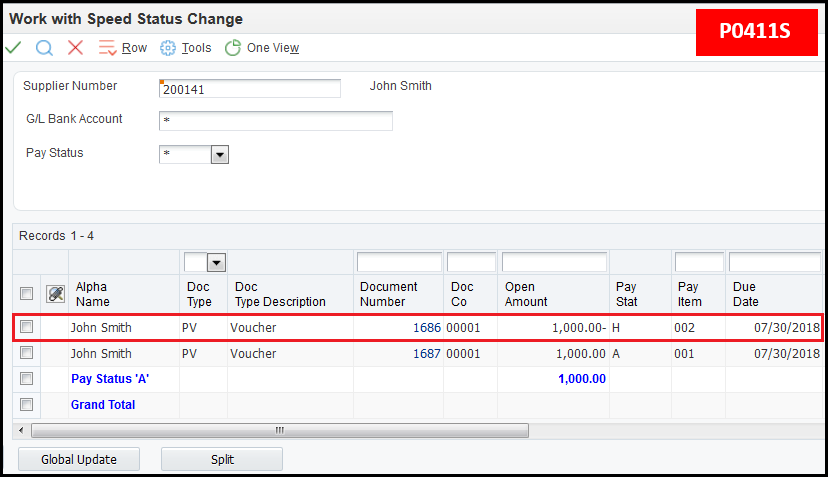 Work with Speed Status Change
P0411S
Row Tools One View
Supplier Number 200141 John Smith
G/L Bank Account *
Pay Status *
Records 1 - 4
Alpha Name Doc Type Doc Type Description Document Number Doc Co Open Amount Pay Stat Pay Item Due Date
John Smith PV Voucher 1686 00001 1,000.00- H 002 07/30/2018
John Smith PV Voucher 1687 00001 1,000.00 A 001 07/30/2018
Pay Status 'A' 1,000.00
Grand Total
Global Update Split